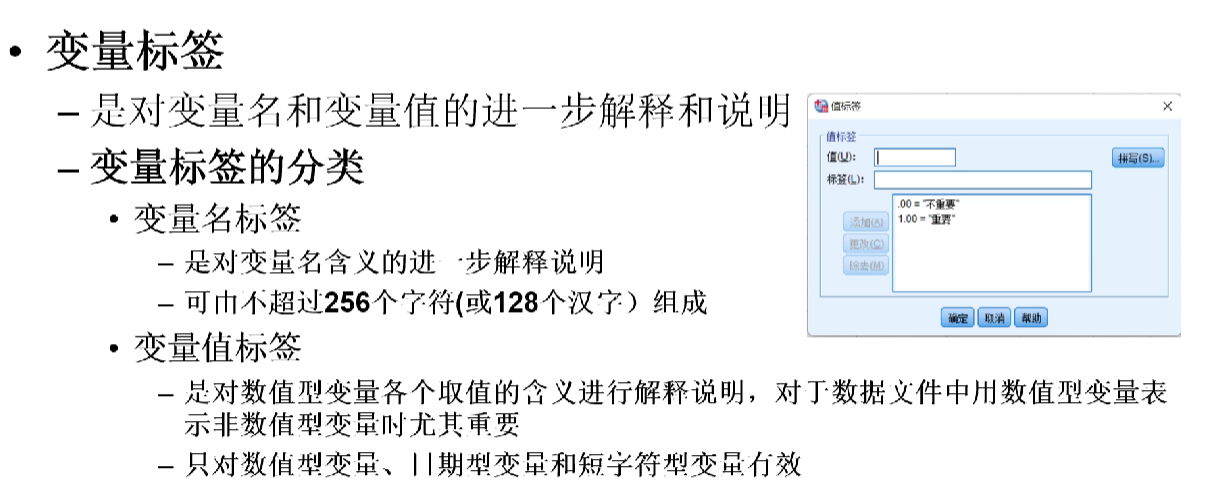 • 变量标签
– 是对变量名和变量值的进一步解释和说明
– 变量标签的分类
• 变量名标签
– 是对变量名含义的进一步解释说明
– 可由不超过256个字符(或128个汉字）组成
• 变量值标签
– 是对数值型变量各个取值的含义进行解释说明，对于数据文件中用数值型变量表
示非数值型变量时尤其重要
– 只对数值型变量、日期型变量和短字符型变量有效
值标签
值标签
值(U):
拼写(S)...
标签(L):
.00 = "不重要"
1.00 = "重要"
添加(A)
更改(C)
除去(M)
确定 取消 帮助